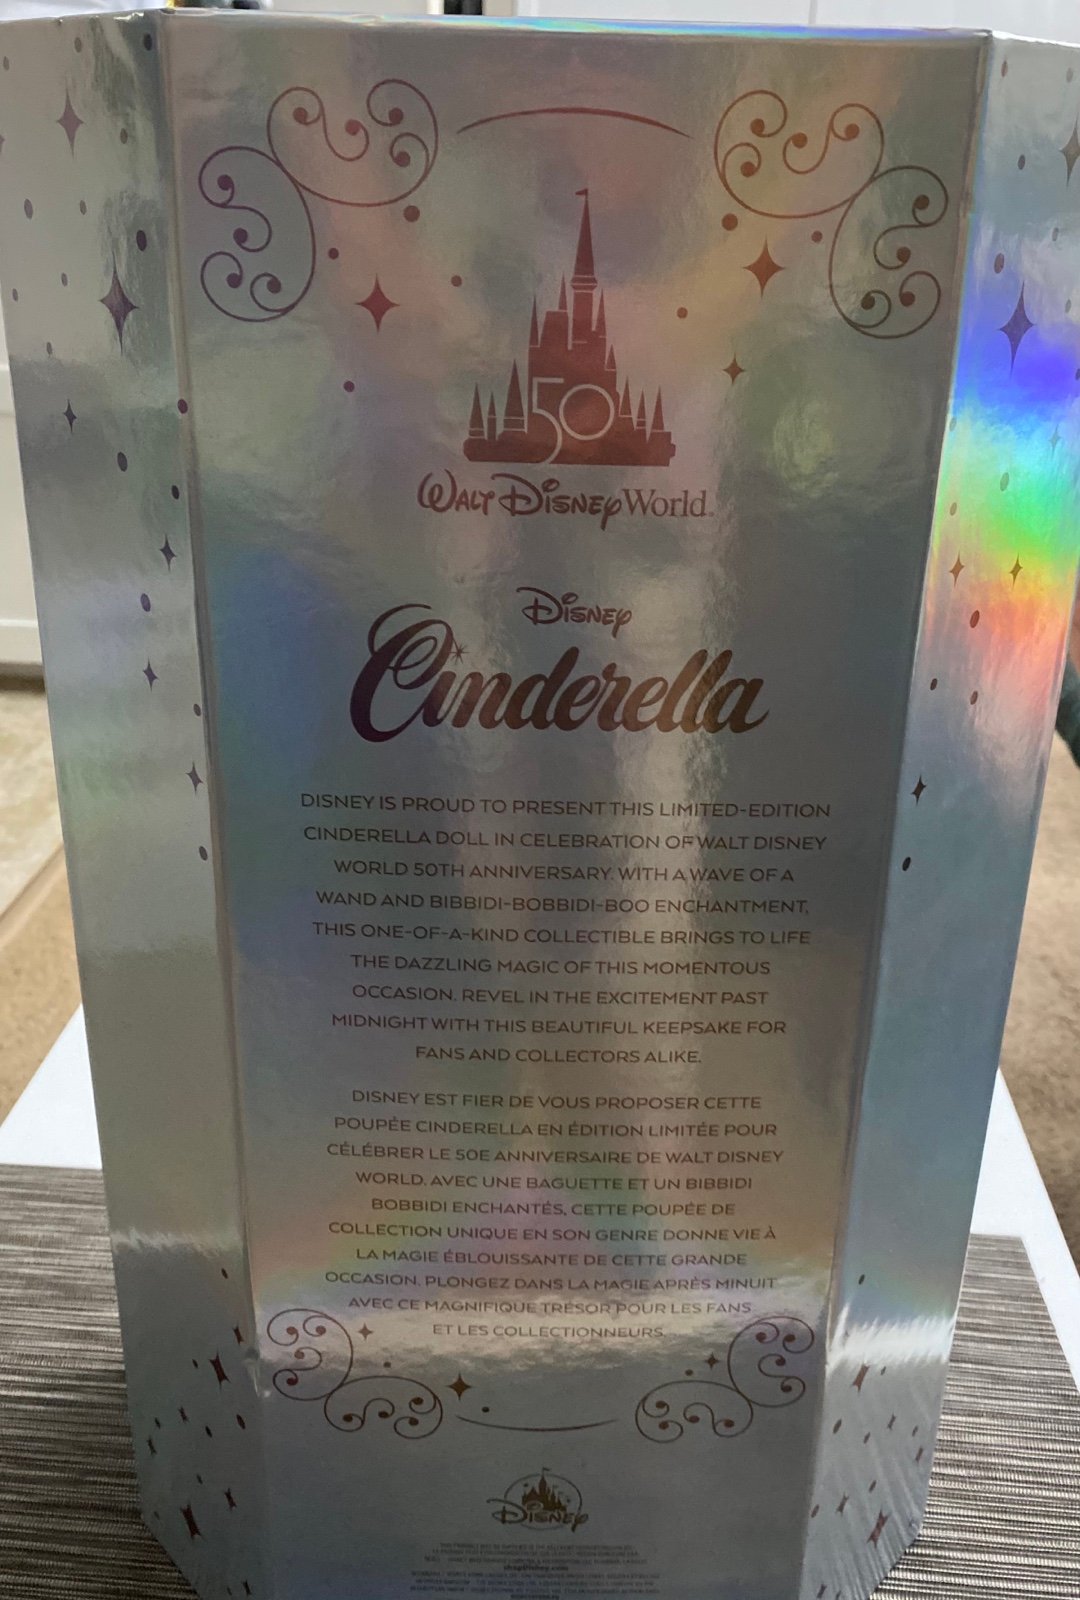 50
Walt Disney World
Disney
Cinderella
DISNEY IS PROUD TO PRESENT THIS LIMITED-EDITION
CINDERELLA DOLL IN CELEBRATION OF WALT DISNEY
WORLD 50TH ANNIVERSARY. WITH A WAVE OF A
WAND AND BIBBIDI-BOBBIDI-BOO ENCHANTMENT,
THIS ONE-OF-A-KIND COLLECTIBLE BRINGS TO LIFE
THE DAZZLING MAGIC OF THIS MOMENTOUS
OCCASION. REVEL IN THE EXCITEMENT PAST
MIDNIGHT WITH THIS BEAUTIFUL KEEPSAKE FOR
FANS AND COLLECTORS ALIKE.
DISNEY EST FIER DE VOUS PROPOSER CETTE
POUPÉE CINDERELLA EN ÉDITION LIMITÉE POUR
CÉLÉBRER LE 50E ANNIVERSAIRE DE WALT DISNEY
WORLD. AVEC UNE BAGUETTE ET UN BIBBIDI
BOBBIDI ENCHANTÉS, CETTE POUPÉE DE
COLLECTION UNIQUE EN SON GENRE DONNE VIE À
LA MAGIE ÉBLOUISSANTE DE CETTE GRANDE
OCCASION. PLONGEZ DANS LA MAGIE APRÈS MINUIT
AVEC CE MAGNIFIQUE TRÉSOR POUR LES FANS
ET LES COLLECTIONNEURS.
Disney